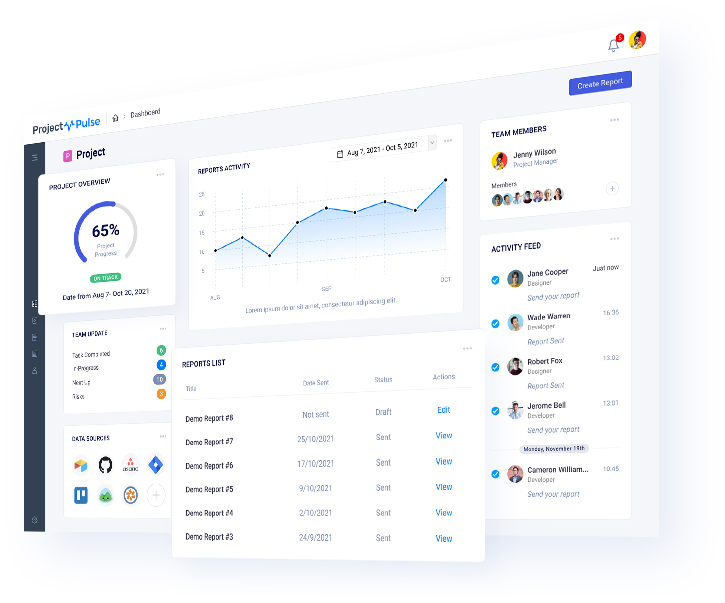 5
Create Report
Project Pulse
Dashboard
P Project
PROJECT OVERVIEW
65%
Project
Progress
ON TRACK
Date from Aug 7- Oct 20, 2021
REPORTS ACTIVITY
Aug 7, 2021 - Oct 5, 2021
25
20
15
10
5
AUG
SEP
OCT
Lorem ipsum dolor sit amet, consectetur adipiscing elit.
TEAM MEMBERS
Jenny Wilson
Project Manager
Members
TEAM UPDATE
Task Completed
6
In-Progress
4
Next Up
10
Risks
DATA SOURCES
asana
REPORTS LIST
Title Date Sent Status Actions
Demo Report #8 Not sent Draft Edit
Demo Report #7 25/10/2021 Sent View
Demo Report #6 17/10/2021 Sent View
Demo Report #5 9/10/2021 Sent View
Demo Report #4 2/10/2021 Sent View
Demo Report #3 24/9/2021 Sent View
ACTIVITY FEED
Jane Cooper Just now
Designer
Send your report
Wade Warren 16:35
Developer
Report Sent
Robert Fox 13:02
Designer
Report Sent
Jerome Bell 13:01
Developer
Send your report
Monday, November 19th
Cameron William... 10:45
Developer
Send your report